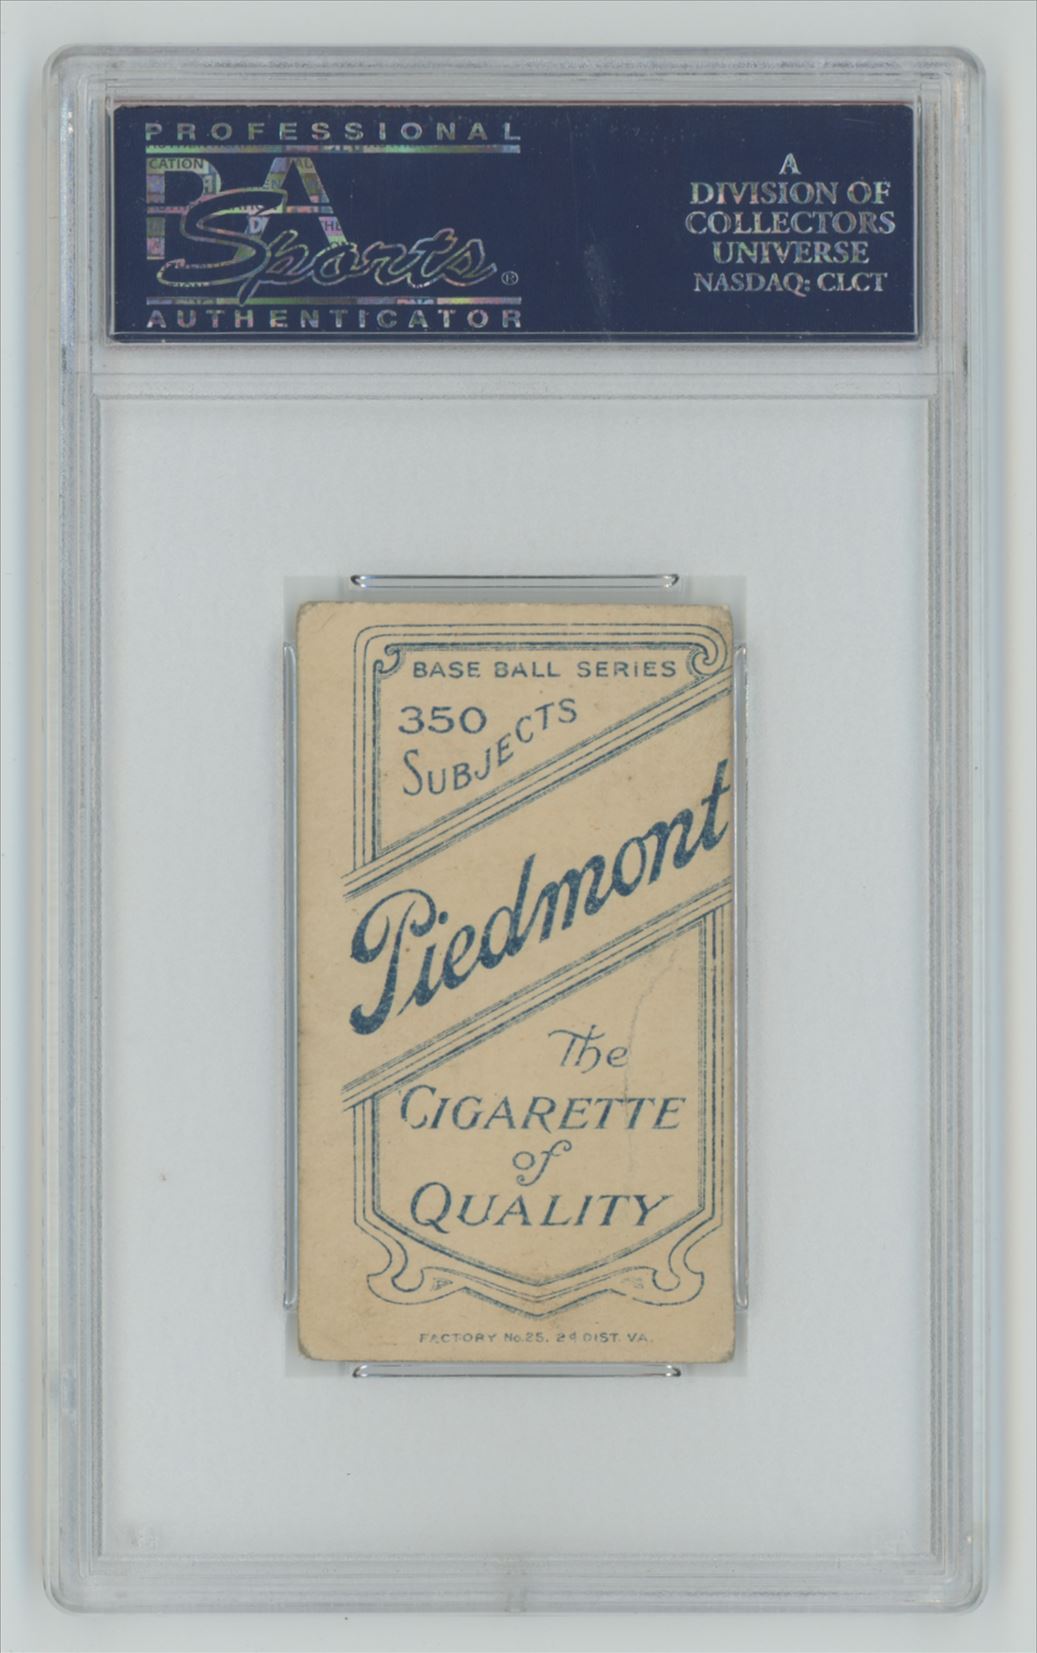 PROFESSIONAL
PSA
Sports®
AUTHENTICATOR
A
DIVISION OF
COLLECTORS
UNIVERSE
NASDAQ: CLCT
BASE BALL SERIES
350
SUBJECTS
Piedmont
The
CIGARETTE
of
QUALITY
FACTORY No. 25, 2d DIST. VA.